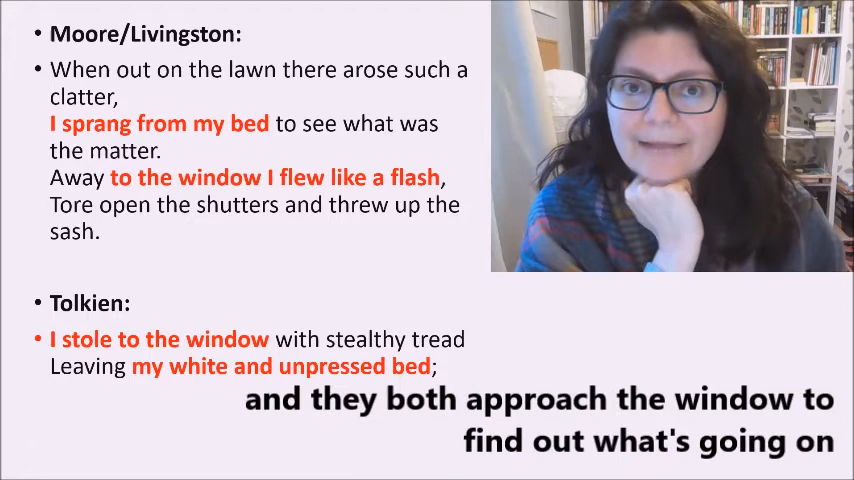 • Moore/Livingston:
• When out on the lawn there arose such a
clatter,
I sprang from my bed to see what was
the matter.
Away to the window I flew like a flash,
Tore open the shutters and threw up the
sash.
• Tolkien:
• I stole to the window with stealthy tread
Leaving my white and unpressed bed;
and they both approach the window to
find out what's going on